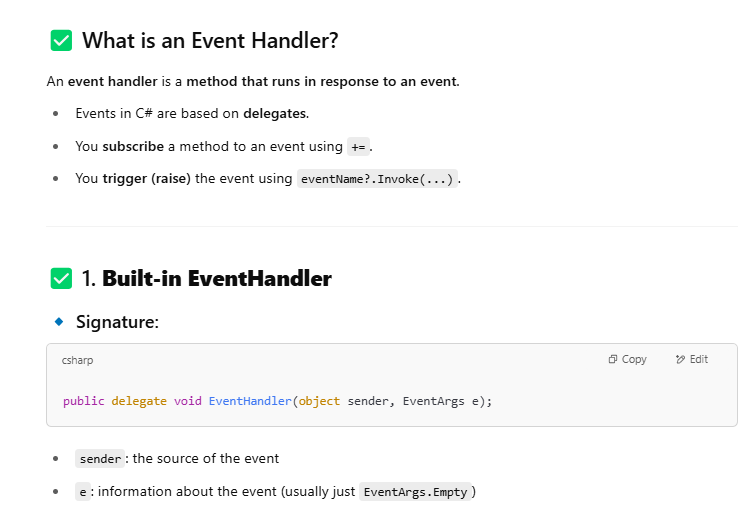 ✅ What is an Event Handler?
An event handler is a method that runs in response to an event.
• Events in C# are based on delegates.
• You subscribe a method to an event using +=.
• You trigger (raise) the event using eventName?.Invoke(...).
✅ 1. Built-in EventHandler
🔹 Signature:
csharp Copy Edit
public delegate void EventHandler(object sender, EventArgs e);
• sender: the source of the event
• e: information about the event (usually just EventArgs.Empty)